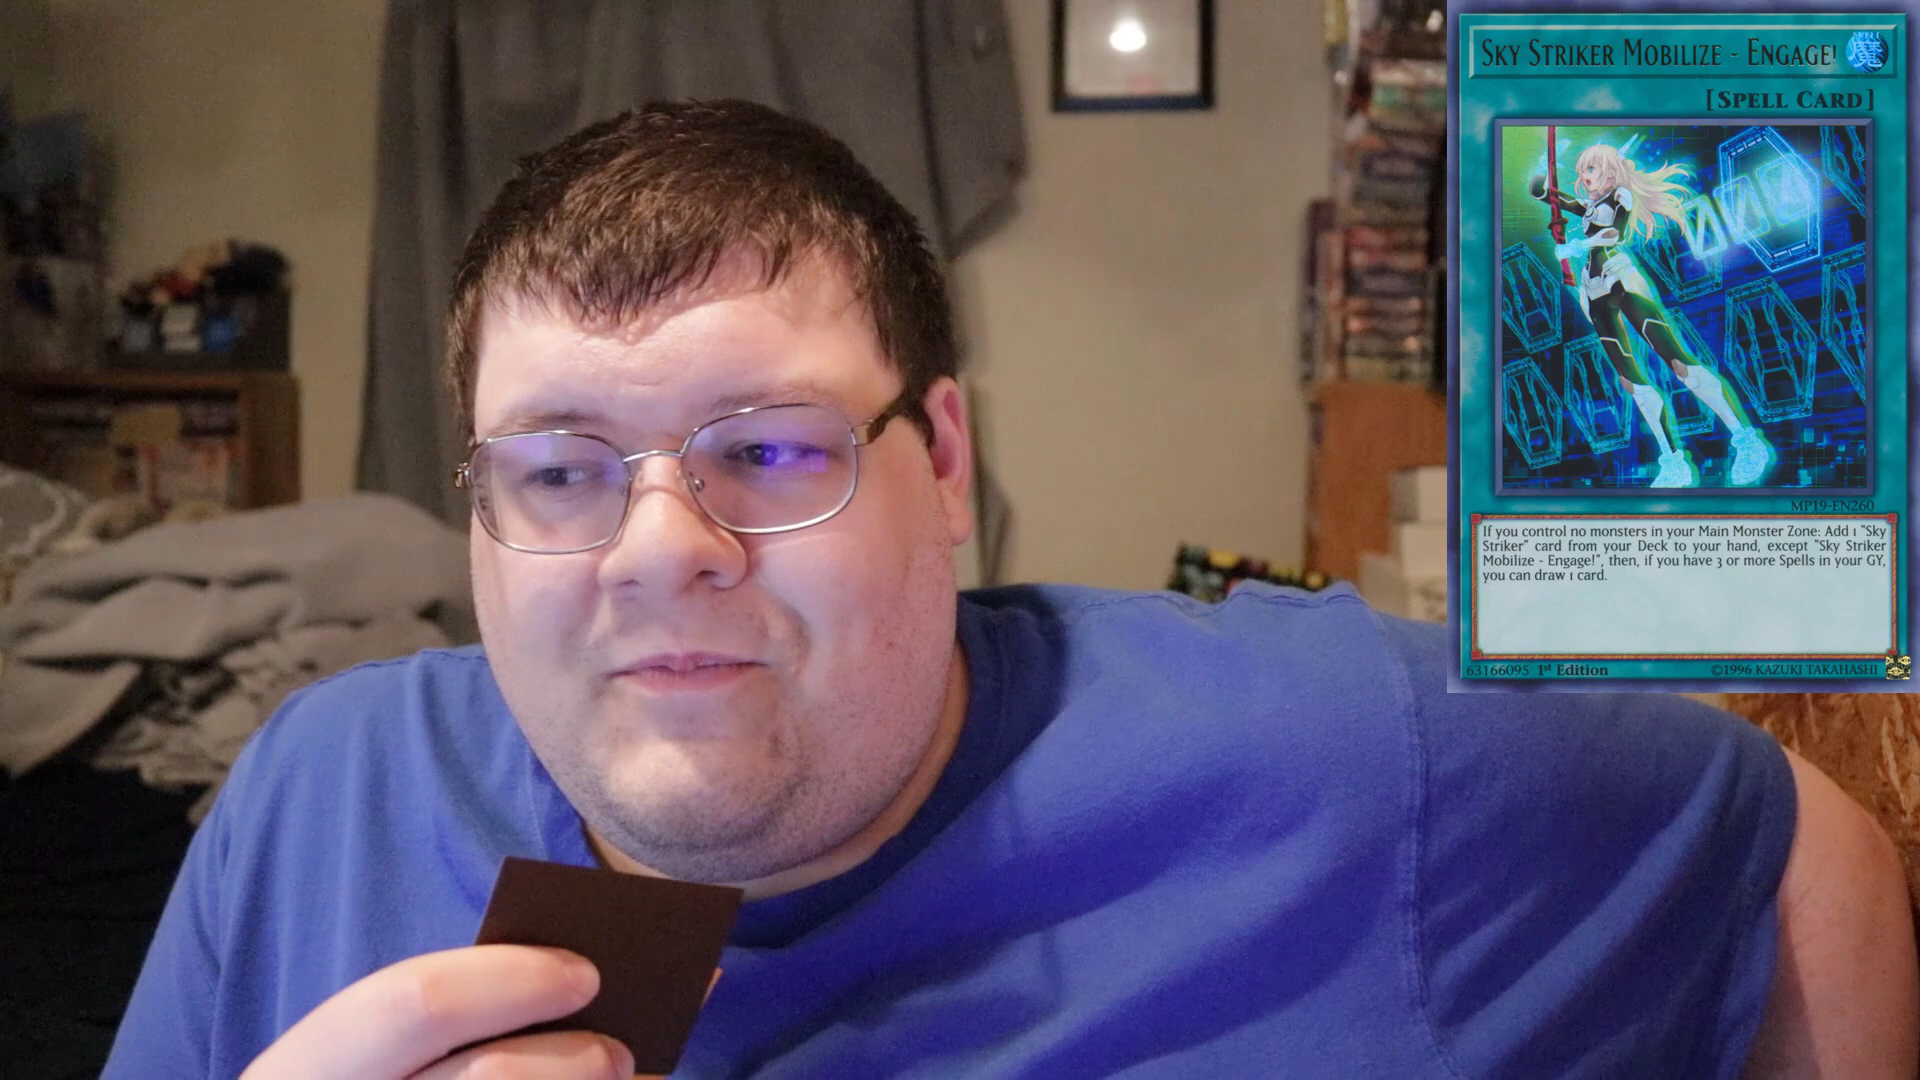 SKY STRIKER MOBILIZE - ENGAGE!
SPELL
魔
[SPELL CARD]
MP19-EN260
If you control no monsters in your Main Monster Zone: Add 1 "Sky
Striker" card from your Deck to your hand, except "Sky Striker
Mobilize - Engage!", then, if you have 3 or more Spells in your GY,
you can draw 1 card.
63166095 1st Edition
©1996 KAZUKI TAKAHASHI